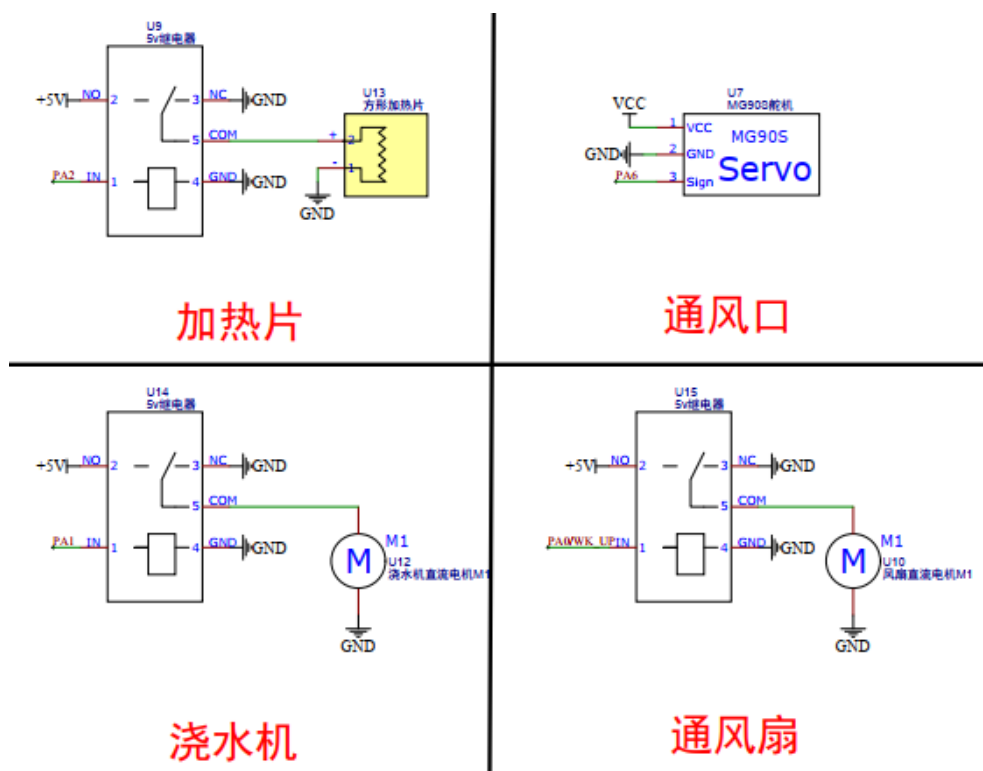 U9
5v继电器
+5V
NO 2
3 NC
GND
5 COM
PA2
IN 1
4 GND
GND
U13
方形加热片
+
2
-
1
GND
加热片
U7
MG90S舵机
VCC
1 VCC
GND
2 GND
PA6
3 Sign
MG90S
Servo
通风口
U14
5v继电器
+5V
NO 2
3 NC
GND
5 COM
PA1
IN 1
4 GND
GND
M
M1
U12
浇水机直流电机M1
GND
浇水机
U15
5v继电器
+5V
NO 2
3 NC
GND
5 COM
PA0/WK_UP
IN 1
4 GND
GND
M
M1
U10
风扇直流电机M1
GND
通风扇